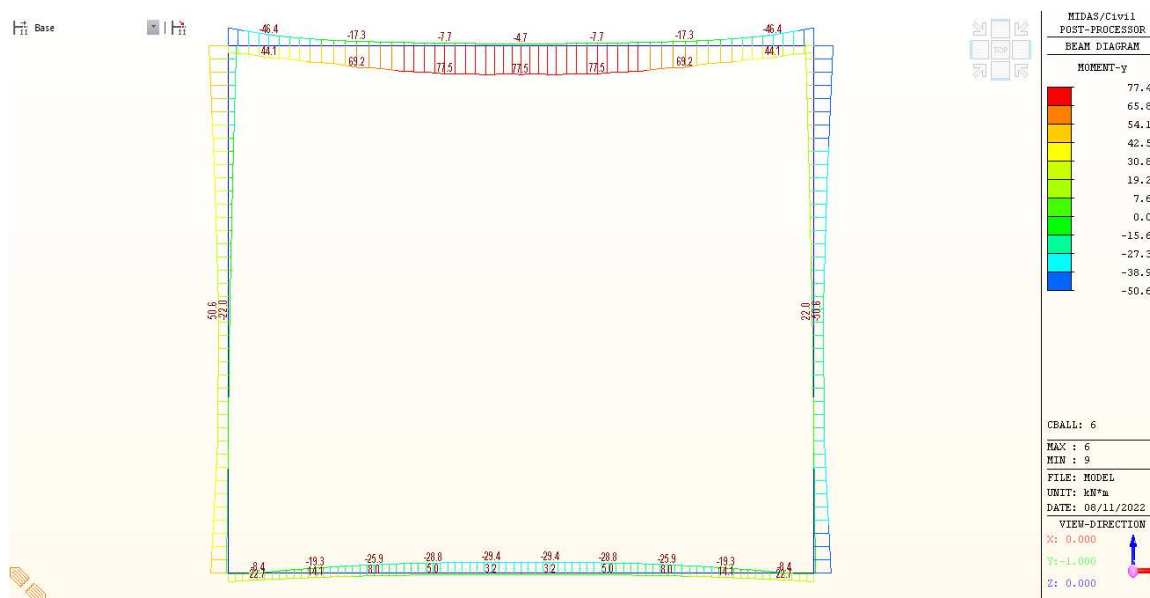 Base
TOP
-46.4 -17.3 -7.7 -4.7 -7.7 -17.3 -46.4
44.1 69.2 77.5 77.5 77.5 69.2 44.1
50.6 -22.0 22.0 -50.6
-8.4 -19.3 -25.9 -28.8 -29.4 -29.4 -28.8 -25.9 -19.3 -8.4
22.7 14.1 8.0 5.0 3.2 3.2 5.0 8.0 14.1 22.7
MIDAS/Civil
POST-PROCESSOR
BEAM DIAGRAM
MOMENT-y
77.4
65.8
54.1
42.5
30.8
19.2
7.6
0.0
-15.6
-27.3
-38.9
-50.6
CBALL: 6
MAX : 6
MIN : 9
FILE: MODEL
UNIT: kN*m
DATE: 08/11/2022
VIEW-DIRECTION
X: 0.000
Y:-1.000
Z: 0.000